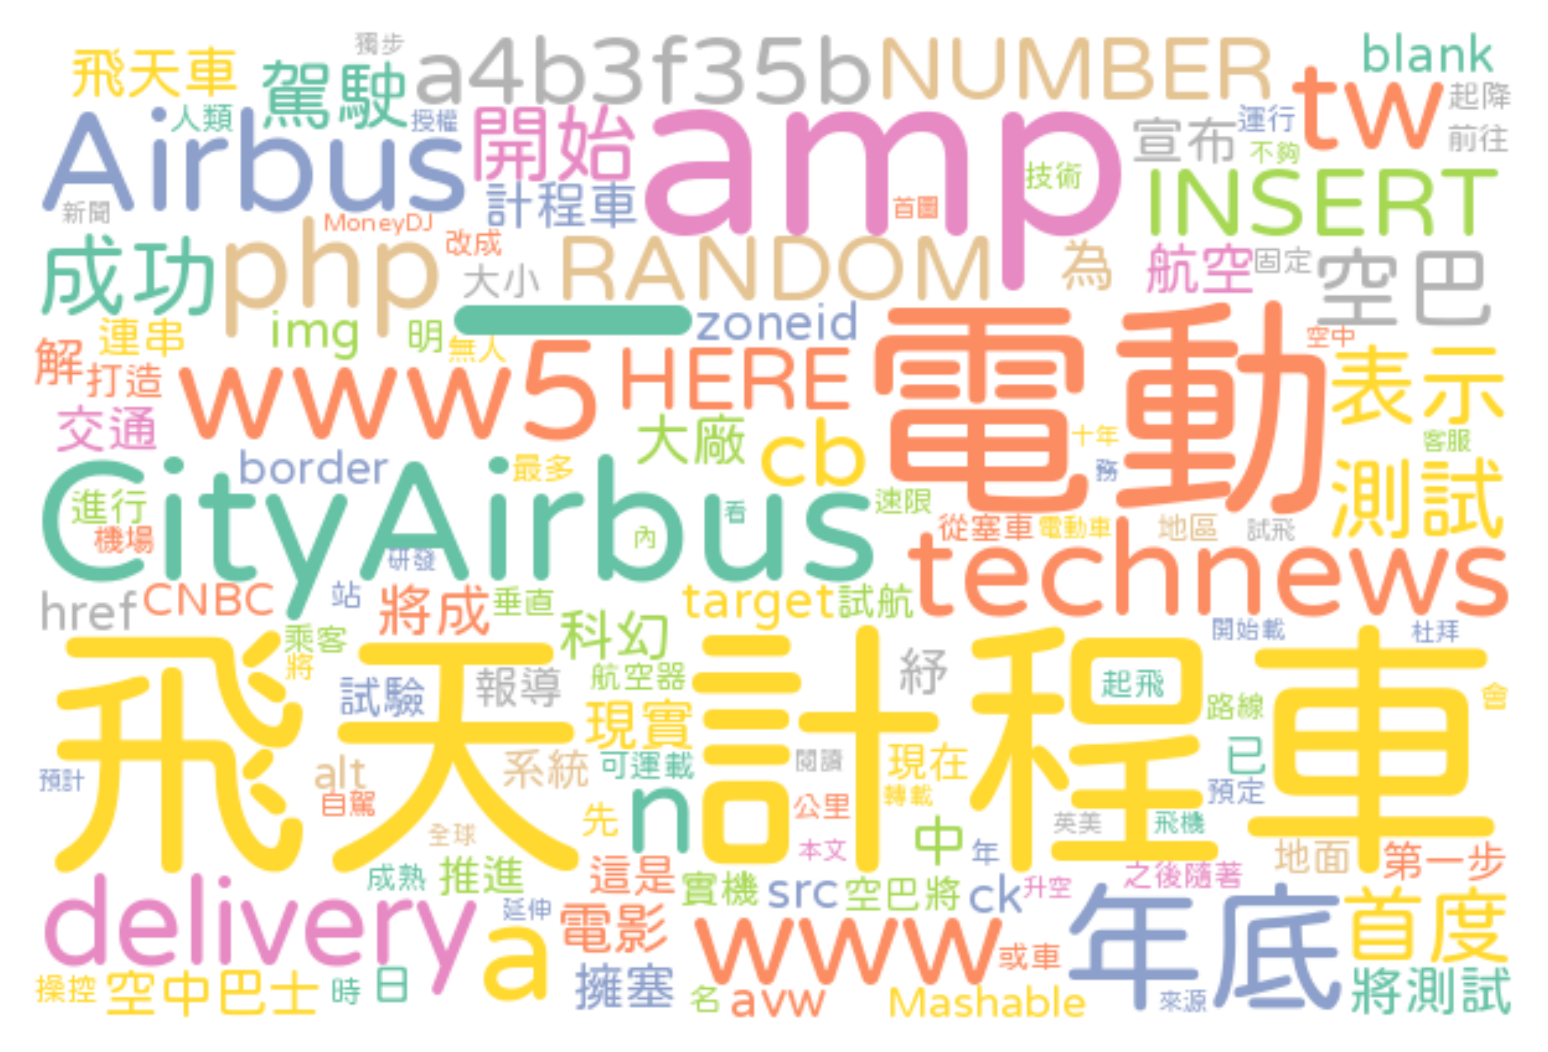 獨步
飛天車
駕駛
a4b3f35b
NUMBER
blank
tw
起降
人類
授權
Airbus
開始
amp
宣布
運行
前往
不夠
技術
計程車
首圖
INSERT
新聞
MoneyDJ
改成
成功
php
大小
RANDOM
為
航空
固定
空巴
img
連串
明
無人
一
zoneid
電動
空中
解
打造
www5
HERE
表示
交通
大廠
cb
十年
客服
border
最多
務
測試
CityAirbus
進行
看
速限
機場
內
從塞車
電動車
地區
試飛
研發
technews
href
CNBC
站
將成
垂直
target
試航
科幻
開始載
杜拜
乘客
將
飛天計程車
試驗
報導
航空器
紓
起飛
會
現實
路線
預計
alt
系統
可運載
閱讀
現在
已
自駕
n
公里
轉載
預定
全球
先
中
英美
飛機
本文
年
地面
第一步
成熟
推進
這是
實機
src
空巴將
ck
升空
之後隨著
delivery
延伸
a
電影
www
或車
年底
首度
操控
空中巴士
時
日
擁塞
名
avw
Mashable
來源
將測試